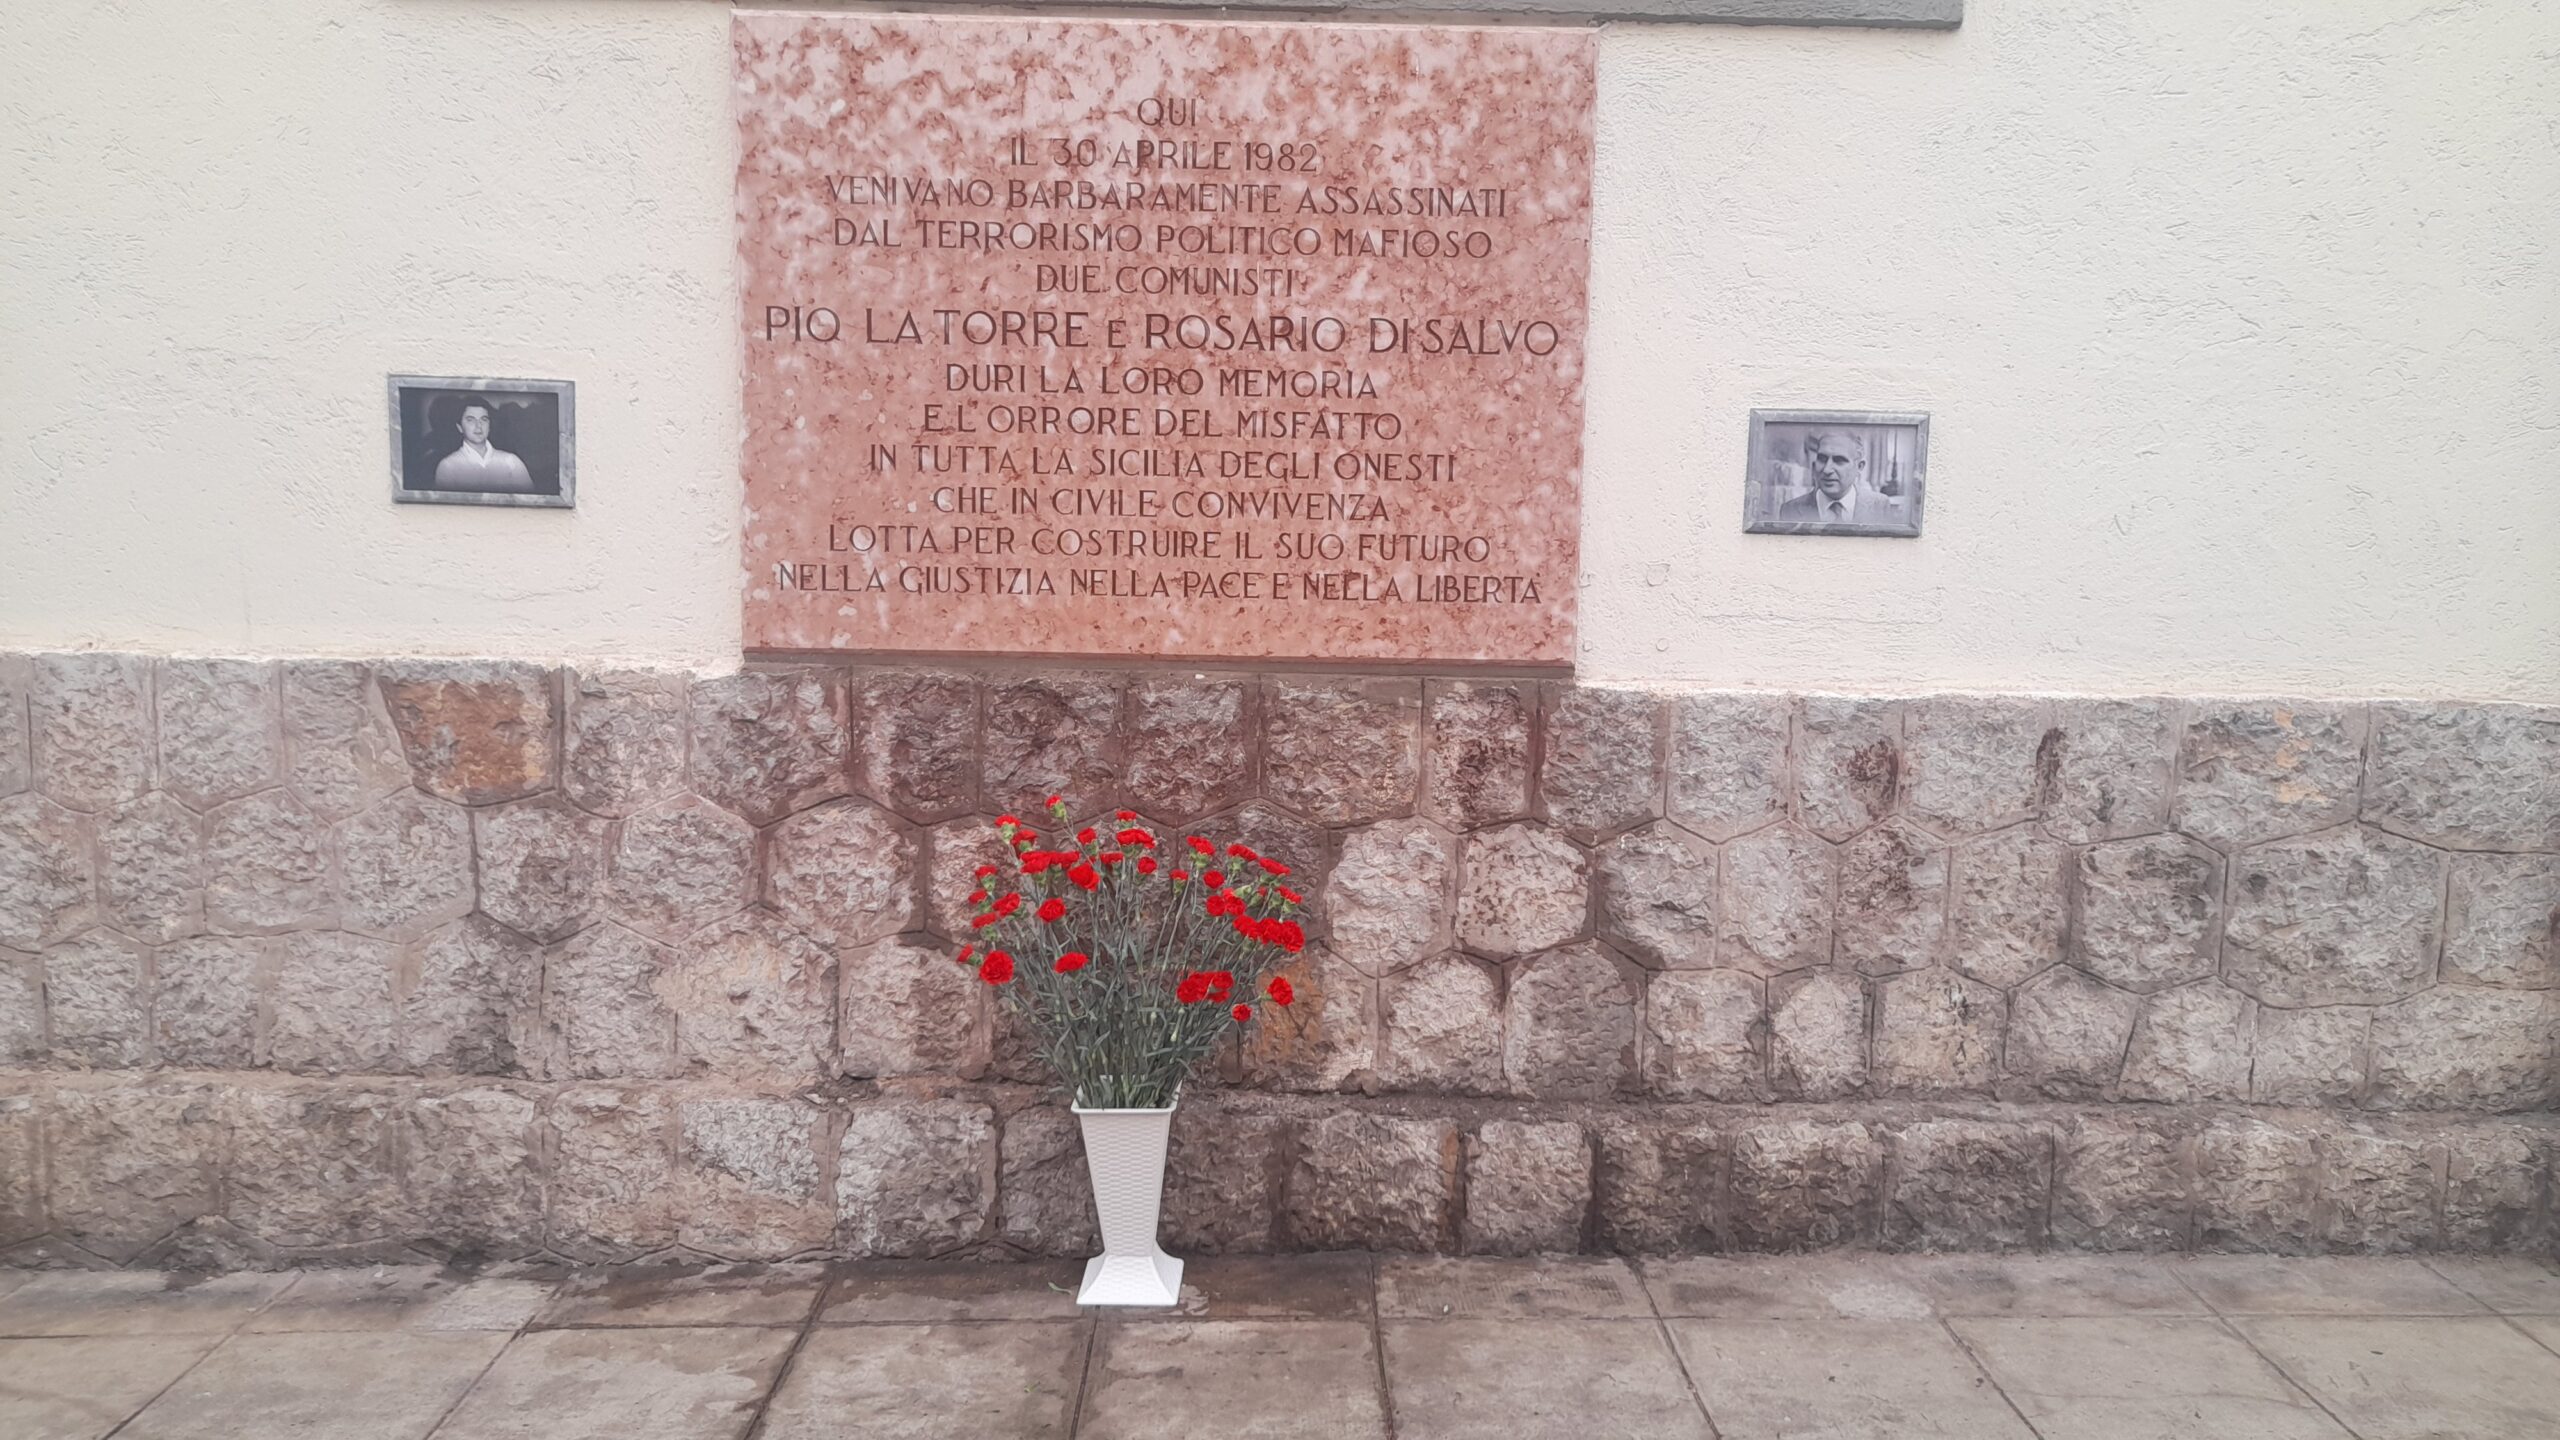 QUI
IL 30 APRILE 1982
VENIVANO BARBARAMENTE ASSASSINATI
DAL TERRORISMO POLITICO MAFIOSO
DUE COMUNISTI
PIO LA TORRE E ROSARIO DI SALVO
DURI LA LORO MEMORIA
E L'ORRORE DEL MISFATTO
IN TUTTA LA SICILIA DEGLI ONESTI
CHE IN CIVILE CONVIVENZA
LOTTA PER COSTRUIRE IL SUO FUTURO
NELLA GIUSTIZIA NELLA PACE E NELLA LIBERTÀ